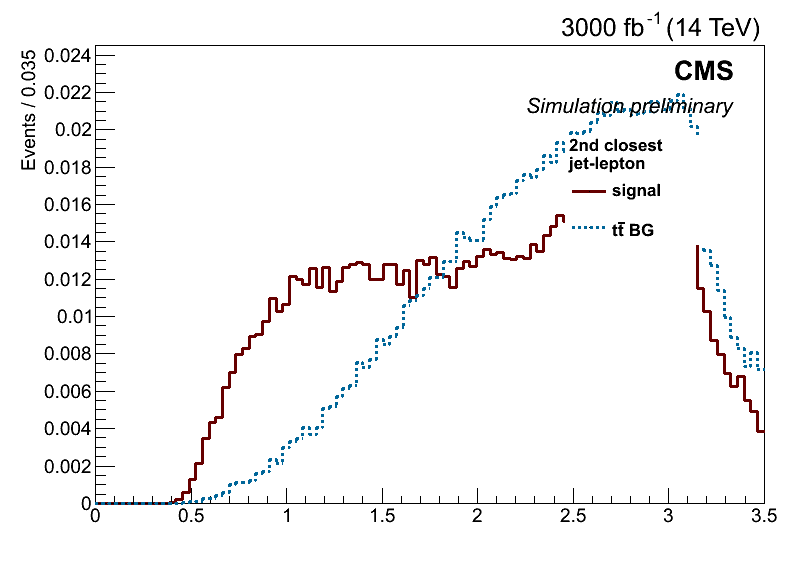 3000 fb⁻¹ (14 TeV)
CMS
Simulation preliminary
Events / 0.035
0.024
0.022
0.02
0.018
0.016
0.014
0.012
0.01
0.008
0.006
0.004
0.002
0
2nd closest
jet-lepton
signal
tt̄ BG
0 0.5 1 1.5 2 2.5 3 3.5